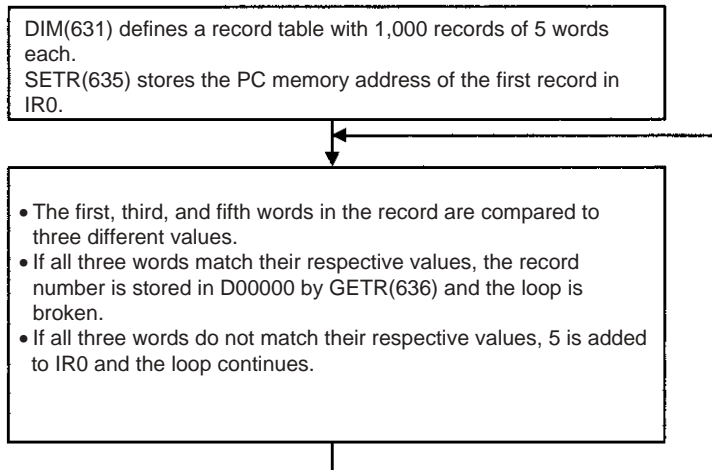 DIM(631) defines a record table with 1,000 records of 5 words
each.
SETR(635) stores the PC memory address of the first record in
IR0.
• The first, third, and fifth words in the record are compared to
three different values.
• If all three words match their respective values, the record
number is stored in D00000 by GETR(636) and the loop is
broken.
• If all three words do not match their respective values, 5 is added
to IR0 and the loop continues.